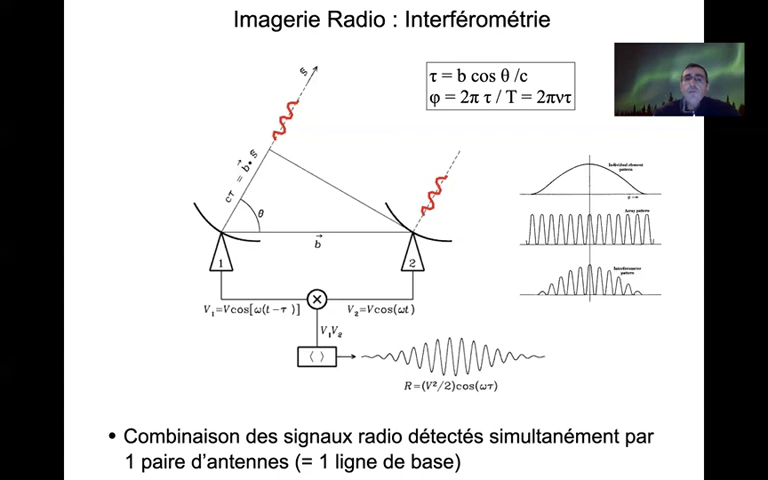 Imagerie Radio : Interférométrie
τ = b cos θ /c
φ = 2π τ / T = 2πντ
s
cτ = b • s
θ
b
1
2
V₁=Vcos[ω(t−τ)]
V₂=Vcos(ωt)
V₁V₂
⟨ ⟩
R=(V²/2)cos(ωτ)
Individual element
pattern
φ
Array pattern
Interference
pattern
• Combinaison des signaux radio détectés simultanément par
1 paire d’antennes (= 1 ligne de base)